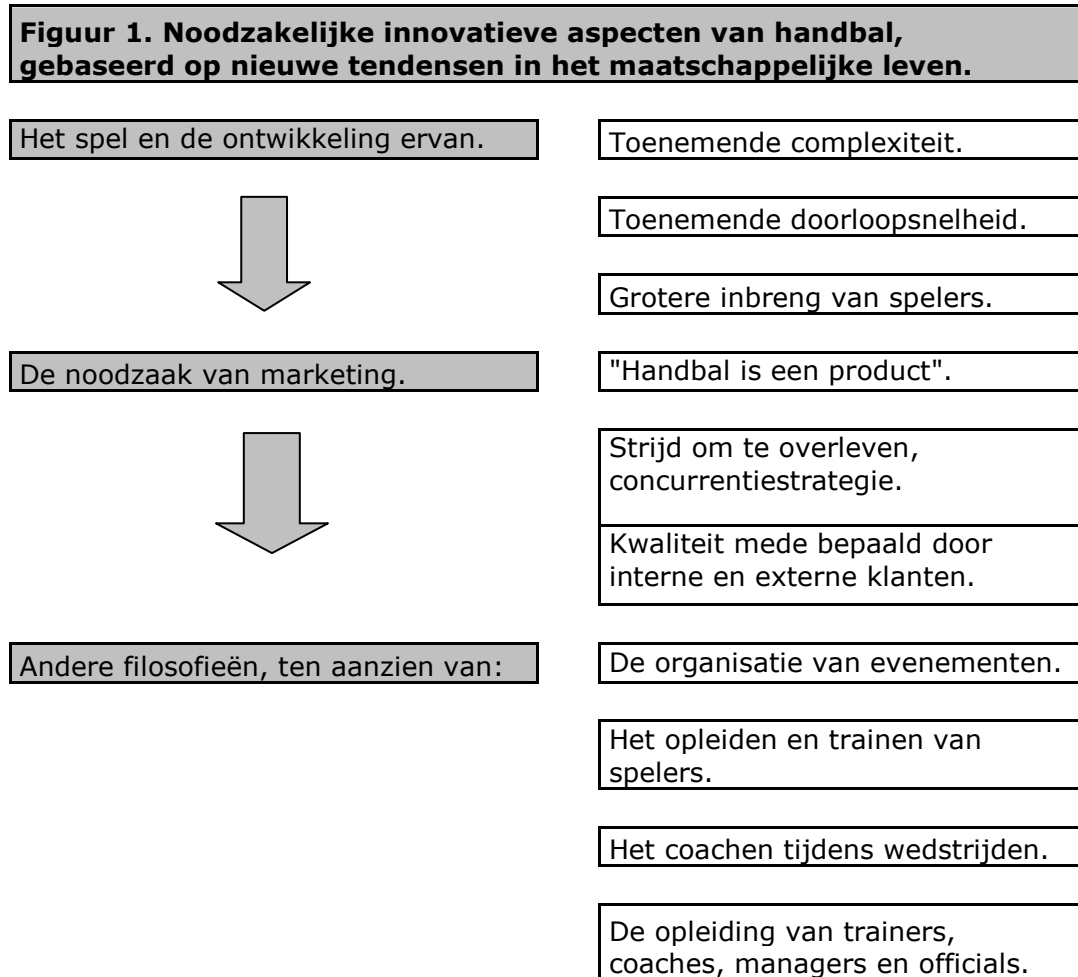 Figuur 1. Noodzakelijke innovatieve aspecten van handbal,
gebaseerd op nieuwe tendensen in het maatschappelijke leven.
Het spel en de ontwikkeling ervan.
Toenemende complexiteit.
Toenemende doorloopsnelheid.
Grotere inbreng van spelers.
De noodzaak van marketing.
"Handbal is een product".
Strijd om te overleven,
concurrentiestrategie.
Kwaliteit mede bepaald door
interne en externe klanten.
Andere filosofieën, ten aanzien van:
De organisatie van evenementen.
Het opleiden en trainen van
spelers.
Het coachen tijdens wedstrijden.
De opleiding van trainers,
coaches, managers en officials.